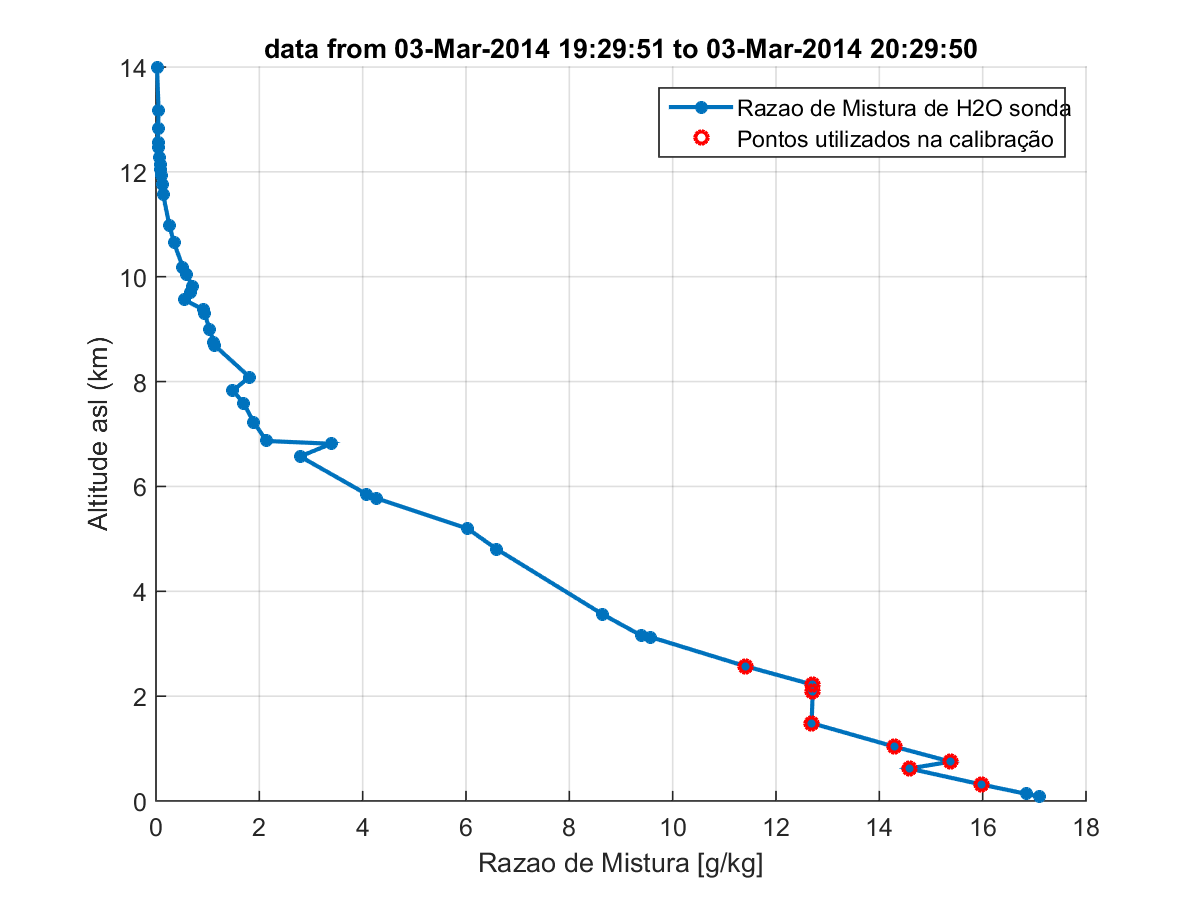 data from 03-Mar-2014 19:29:51 to 03-Mar-2014 20:29:50
Razao de Mistura de H2O sonda
Pontos utilizados na calibração
14
12
10
8
6
4
2
0
Altitude asl (km)
0 2 4 6 8 10 12 14 16 18
Razao de Mistura [g/kg]